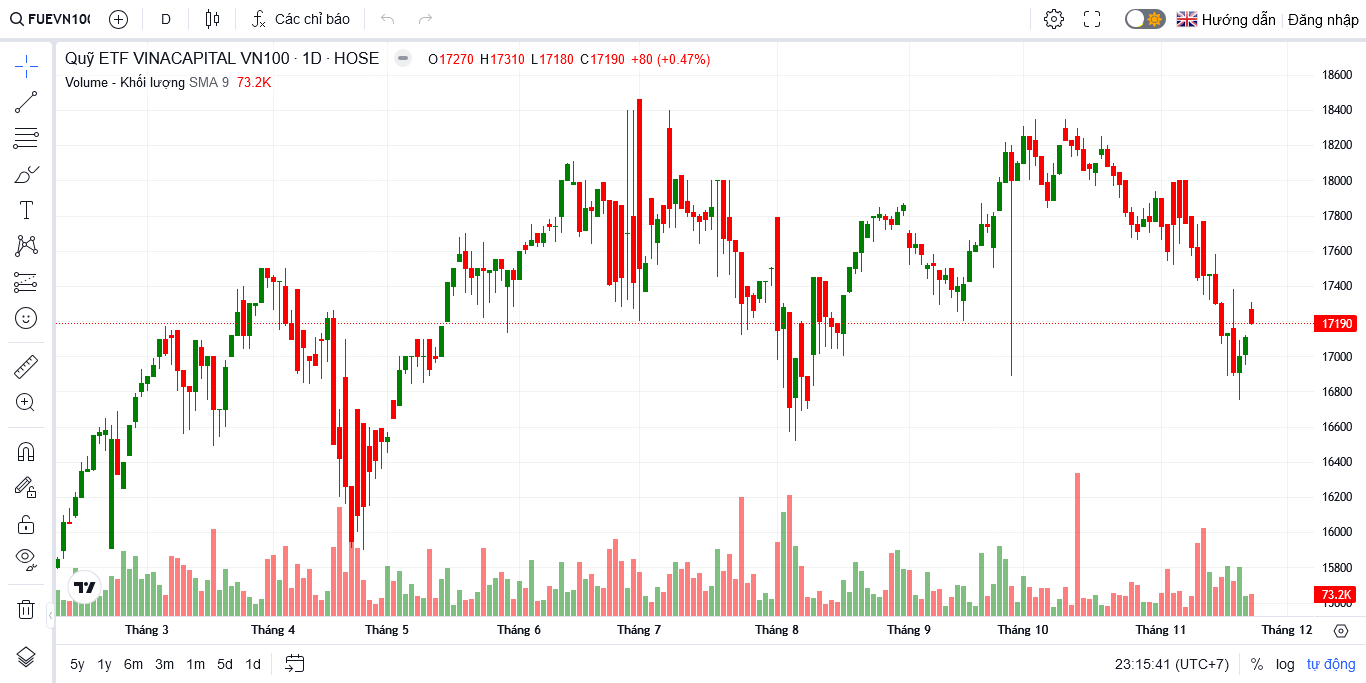 FUEVN100 D Các chỉ báo Hướng dẫn Đăng nhập
Quỹ ETF VINACAPITAL VN100 · 1D · HOSE O17270 H17310 L17180 C17190 +80 (+0.47%)
Volume - Khối lượng SMA 9 73.2K
18600
18400
18200
18000
17800
17600
17400
17190
17000
16800
16600
16400
16200
16000
15800
73.2K
Tháng 3 Tháng 4 Tháng 5 Tháng 6 Tháng 7 Tháng 8 Tháng 9 Tháng 10 Tháng 11 Tháng 12
5y 1y 6m 3m 1m 5d 1d 23:15:41 (UTC+7) % log tự động